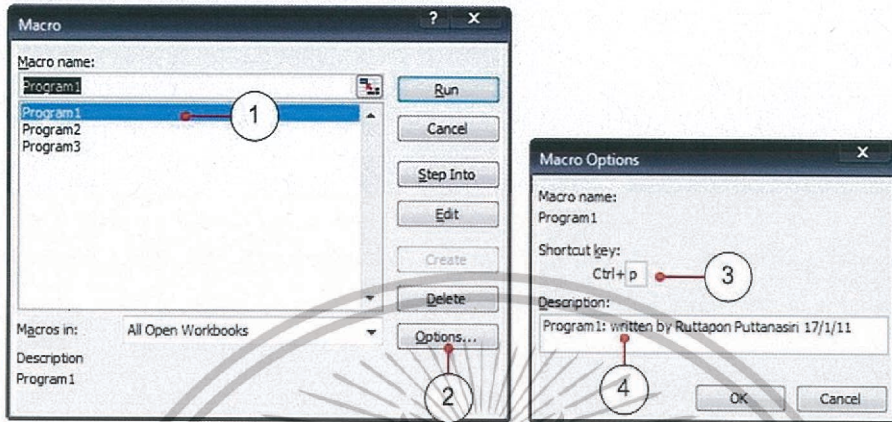 Macro
? X
Macro name:
Program1
Program1
Program2
Program3
1
Run
Cancel
Step Into
Edit
Create
Delete
Options...
2
Macros in: All Open Workbooks
Description
Program1
Macro Options
X
Macro name:
Program1
Shortcut key:
Ctrl+ p
3
Description:
Program1: written by Ruttapon Puttanasiri 17/1/11
4
OK Cancel